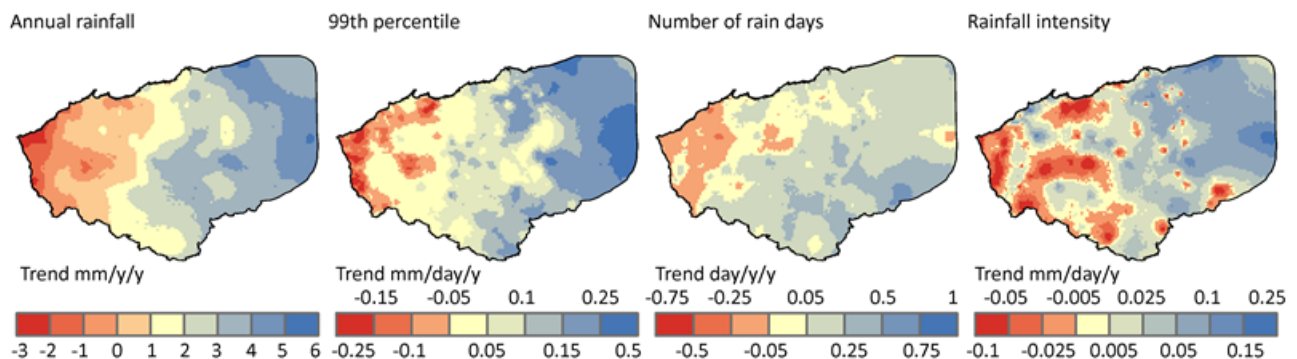 Annual rainfall
99th percentile
Number of rain days
Rainfall intensity
Trend mm/y/y
-3 -2 -1 0 1 2 3 4 5 6
Trend mm/day/y
-0.15 -0.05 0.1 0.25
-0.25 -0.1 0.05 0.15 0.5
Trend day/y/y
-0.75 -0.25 0.05 0.5 1
-0.5 -0.05 0.25 0.75
Trend mm/day/y
-0.05 -0.005 0.025 0.1 0.25
-0.1 -0.025 0.005 0.05 0.15